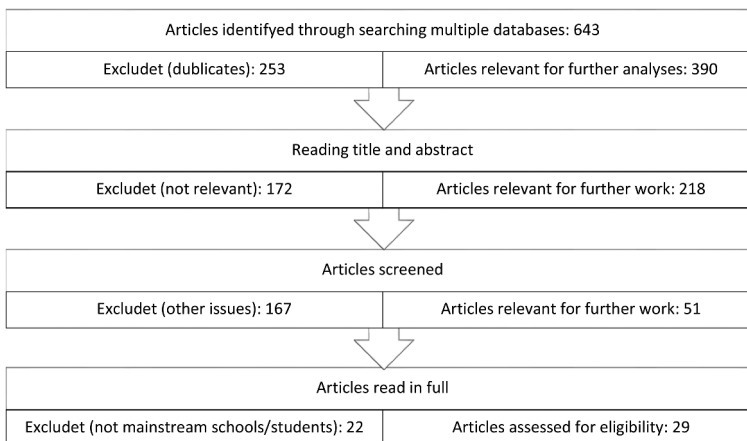 Articles identifyed through searching multiple databases: 643
Excludet (dublicates): 253
Articles relevant for further analyses: 390
Reading title and abstract
Excludet (not relevant): 172
Articles relevant for further work: 218
Articles screened
Excludet (other issues): 167
Articles relevant for further work: 51
Articles read in full
Excludet (not mainstream schools/students): 22
Articles assessed for eligibility: 29